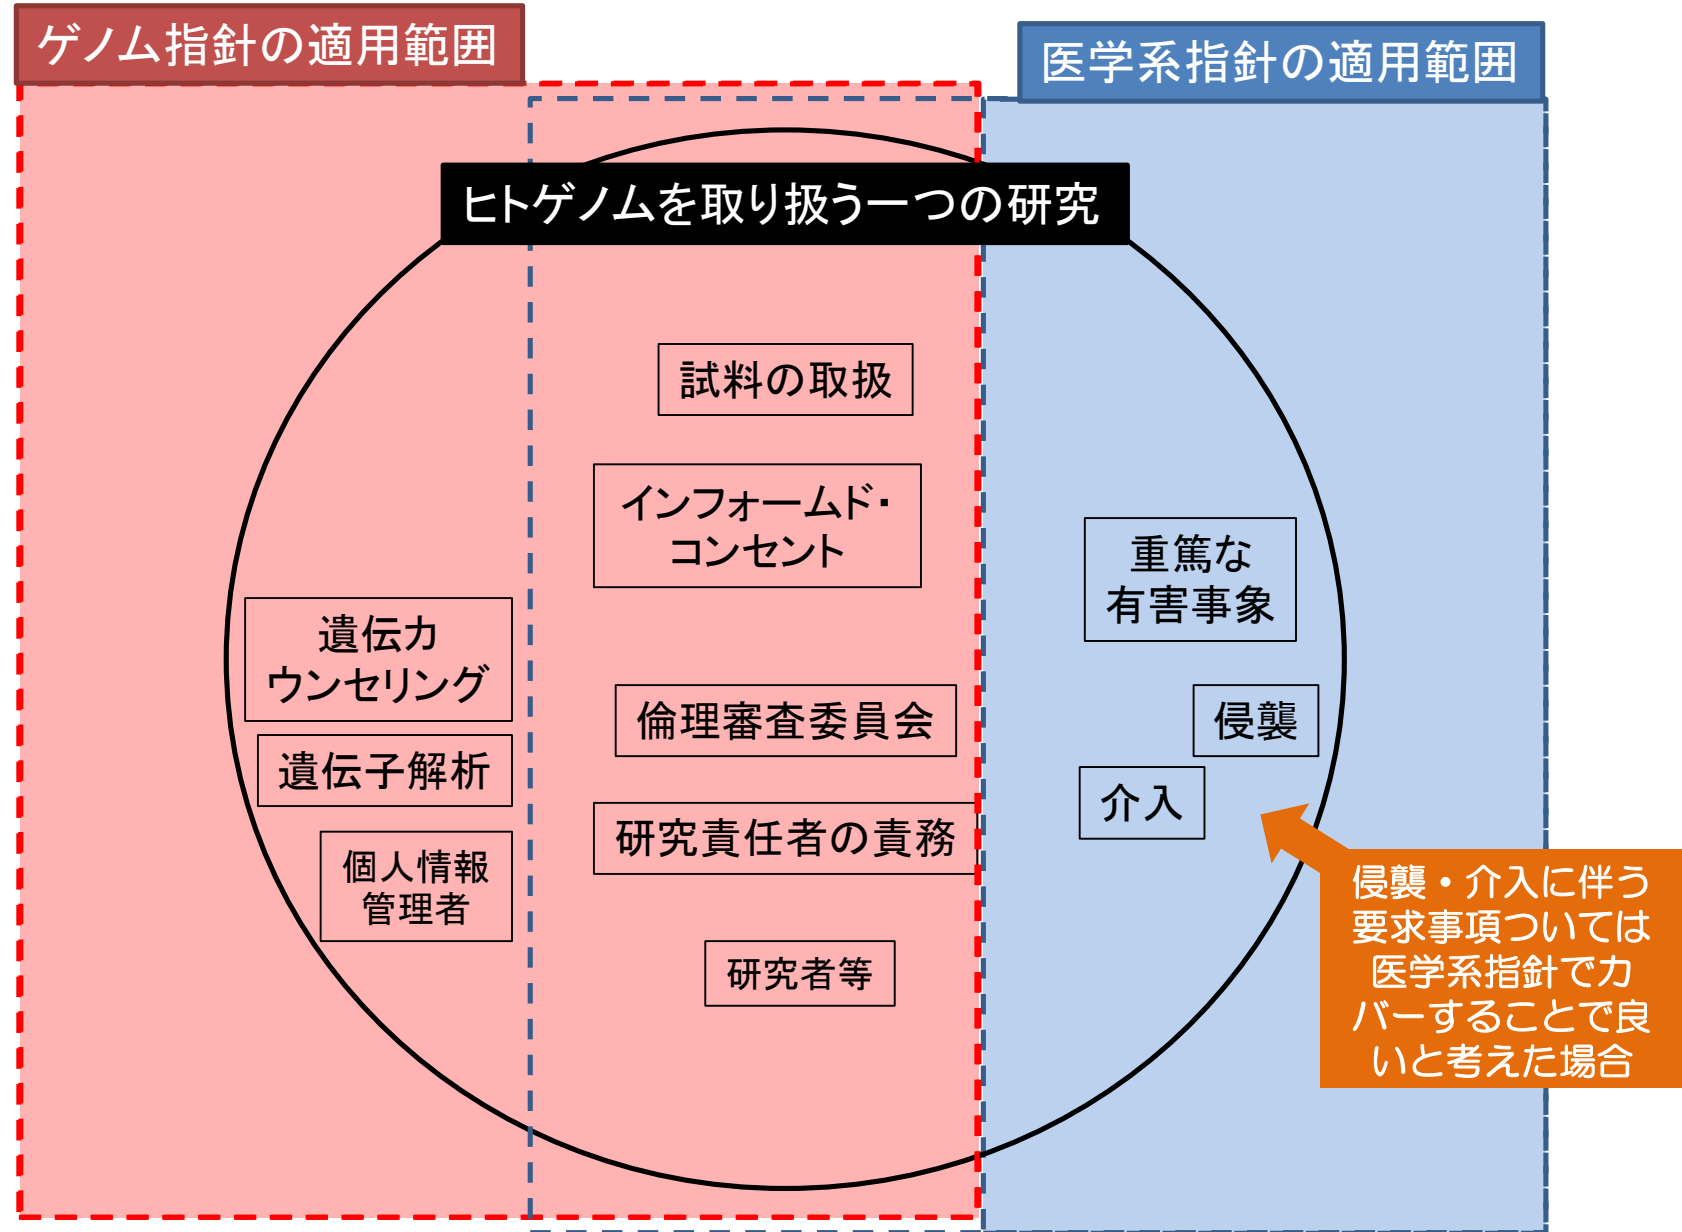 ゲノム指針の適用範囲
医学系指針の適用範囲
ヒトゲノムを取り扱う一つの研究
試料の取扱
インフォームド・
コンセント
重篤な
有害事象
遺伝カ
ウンセリング
倫理審査委員会
侵襲
遺伝子解析
介入
研究責任者の責務
個人情報
管理者
侵襲・介入に伴う
要求事項ついては
医学系指針でカ
バーすることで良
いと考えた場合
研究者等